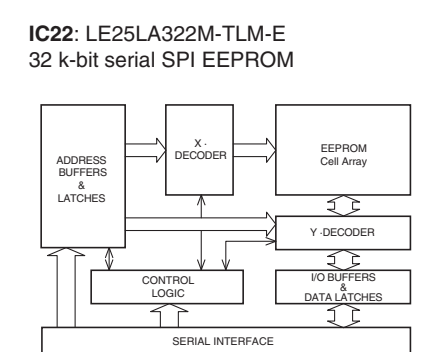 IC22: LE25LA322M-TLM-E
32 k-bit serial SPI EEPROM
ADDRESS
BUFFERS
&
LATCHES
X -
DECODER
EEPROM
Cell Array
Y -DECODER
CONTROL
LOGIC
I/O BUFFERS
&
DATA LATCHES
SERIAL INTERFACE